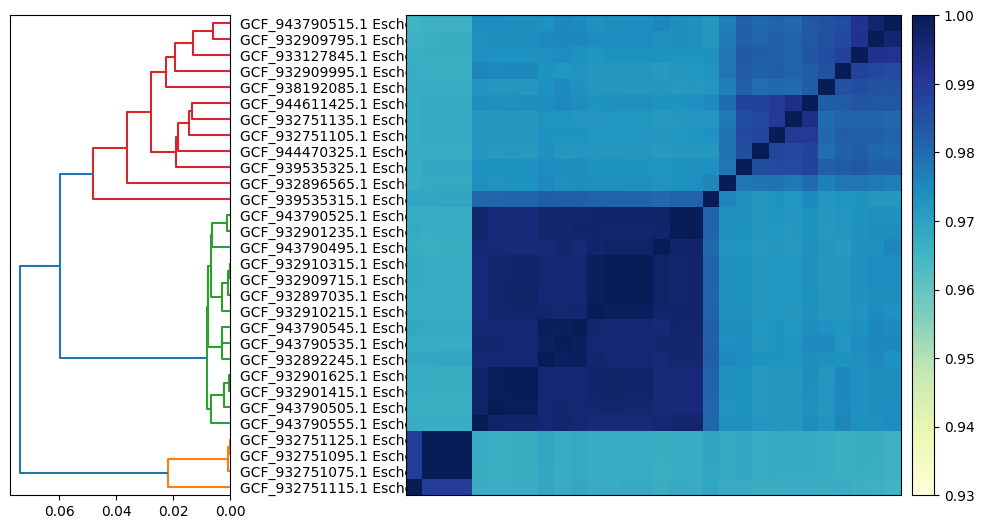 GCF_943790515.1 Esch
GCF_932909795.1 Esch
GCF_933127845.1 Esch
GCF_932909995.1 Esch
GCF_938192085.1 Esch
GCF_944611425.1 Esch
GCF_932751135.1 Esch
GCF_932751105.1 Esch
GCF_944470325.1 Esch
GCF_939535325.1 Esch
GCF_932896565.1 Esch
GCF_939535315.1 Esch
GCF_943790525.1 Esch
GCF_932901235.1 Esch
GCF_943790495.1 Esch
GCF_932910315.1 Esch
GCF_932909715.1 Esch
GCF_932897035.1 Esch
GCF_932910215.1 Esch
GCF_943790545.1 Esch
GCF_943790535.1 Esch
GCF_932892245.1 Esch
GCF_932901625.1 Esch
GCF_932901415.1 Esch
GCF_943790505.1 Esch
GCF_943790555.1 Esch
GCF_932751125.1 Esch
GCF_932751095.1 Esch
GCF_932751075.1 Esch
GCF_932751115.1 Esch
0.06 0.04 0.02 0.00
1.00
0.99
0.98
0.97
0.96
0.95
0.94
0.93